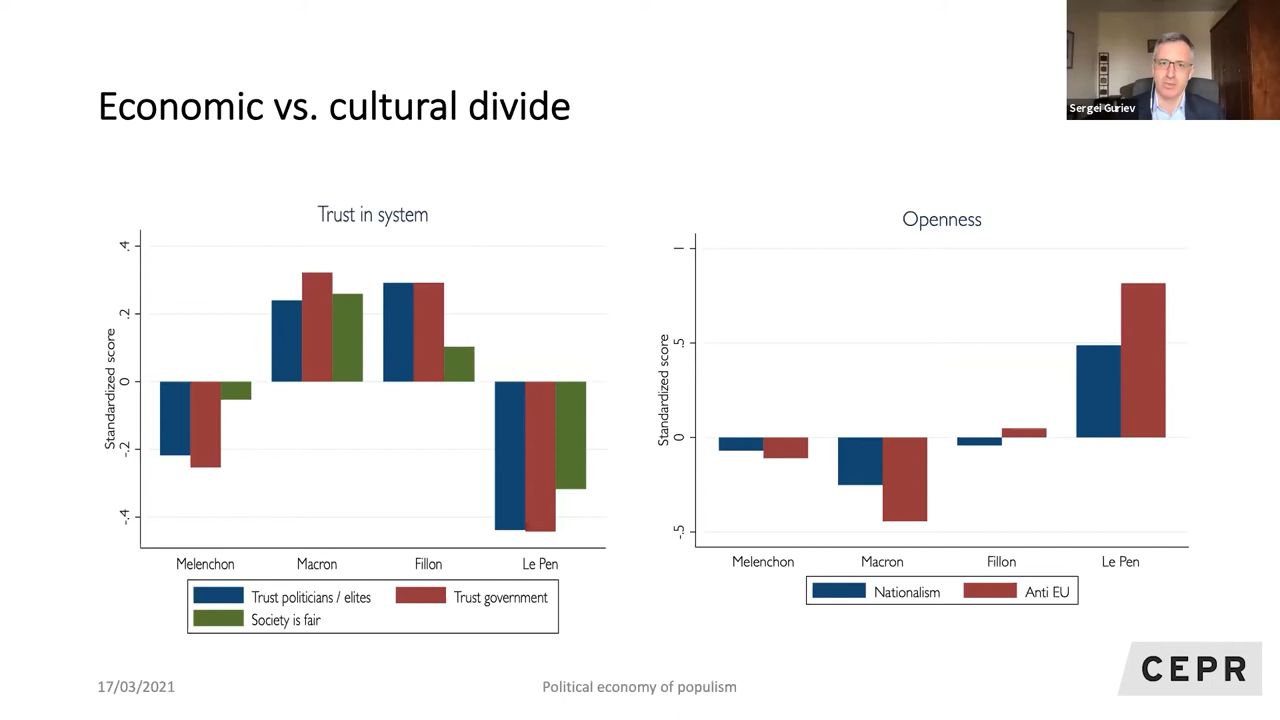 Sergei Guriev
Economic vs. cultural divide
Trust in system
Standardized score
.4
.2
0
-.2
-.4
Melenchon Macron Fillon Le Pen
Trust politicians / elites Trust government
Society is fair
Openness
Standardized score
1
.5
0
-.5
Melenchon Macron Fillon Le Pen
Nationalism Anti EU
17/03/2021 Political economy of populism
CEPR